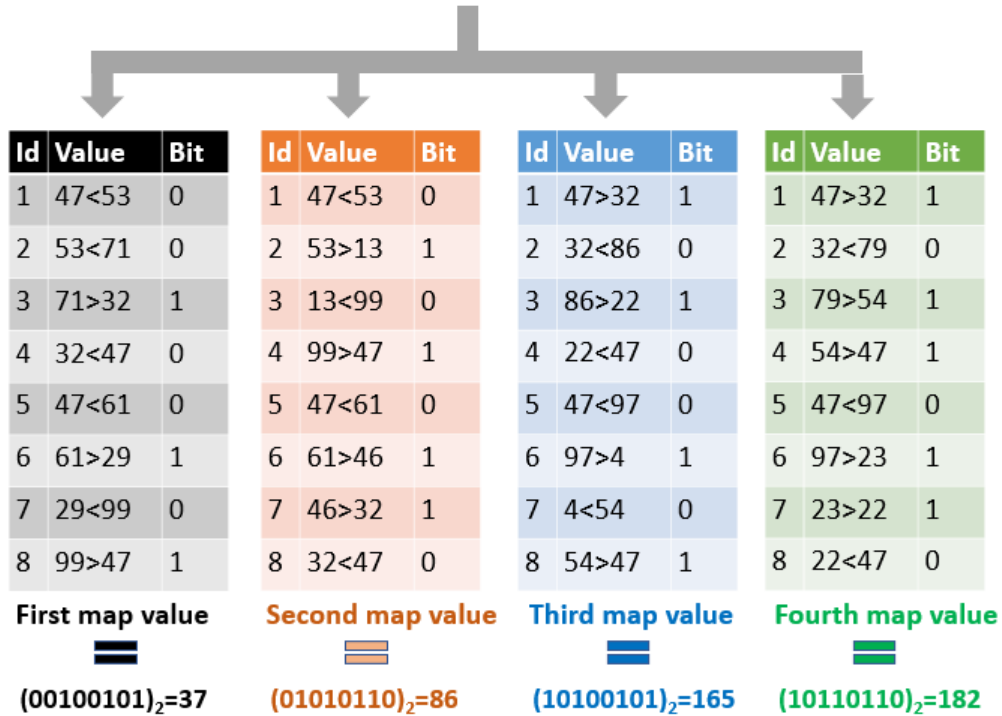 Id Value Bit Id Value Bit Id Value Bit Id Value Bit
1 47<53 0 1 47<53 0 1 47>32 1 1 47>32 1
2 53<71 0 2 53>13 1 2 32<86 0 2 32<79 0
3 71>32 1 3 13<99 0 3 86>22 1 3 79>54 1
4 32<47 0 4 99>47 1 4 22<47 0 4 54>47 1
5 47<61 0 5 47<61 0 5 47<97 0 5 47<97 0
6 61>29 1 6 61>46 1 6 97>4 1 6 97>23 1
7 29<99 0 7 46>32 1 7 4<54 0 7 23>22 1
8 99>47 1 8 32<47 0 8 54>47 1 8 22<47 0
First map value Second map value Third map value Fourth map value
(00100101)₂=37 (01010110)₂=86 (10100101)₂=165 (10110110)₂=182